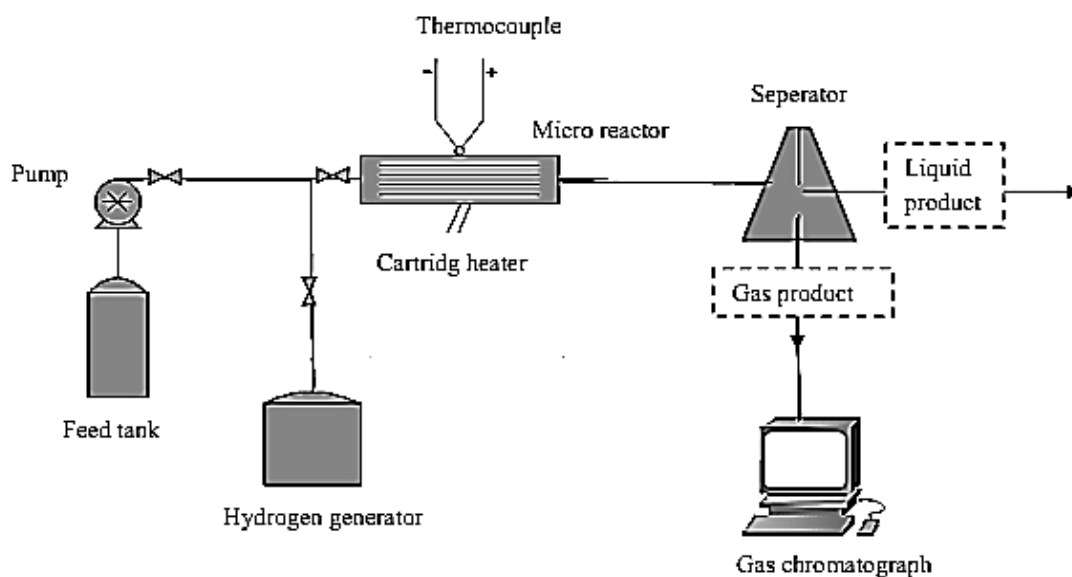 Thermocouple
- +
Seperator
Micro reactor
Pump
Liquid
product
Cartridg heater
Gas product
Feed tank
Hydrogen generator
Gas chromatograph